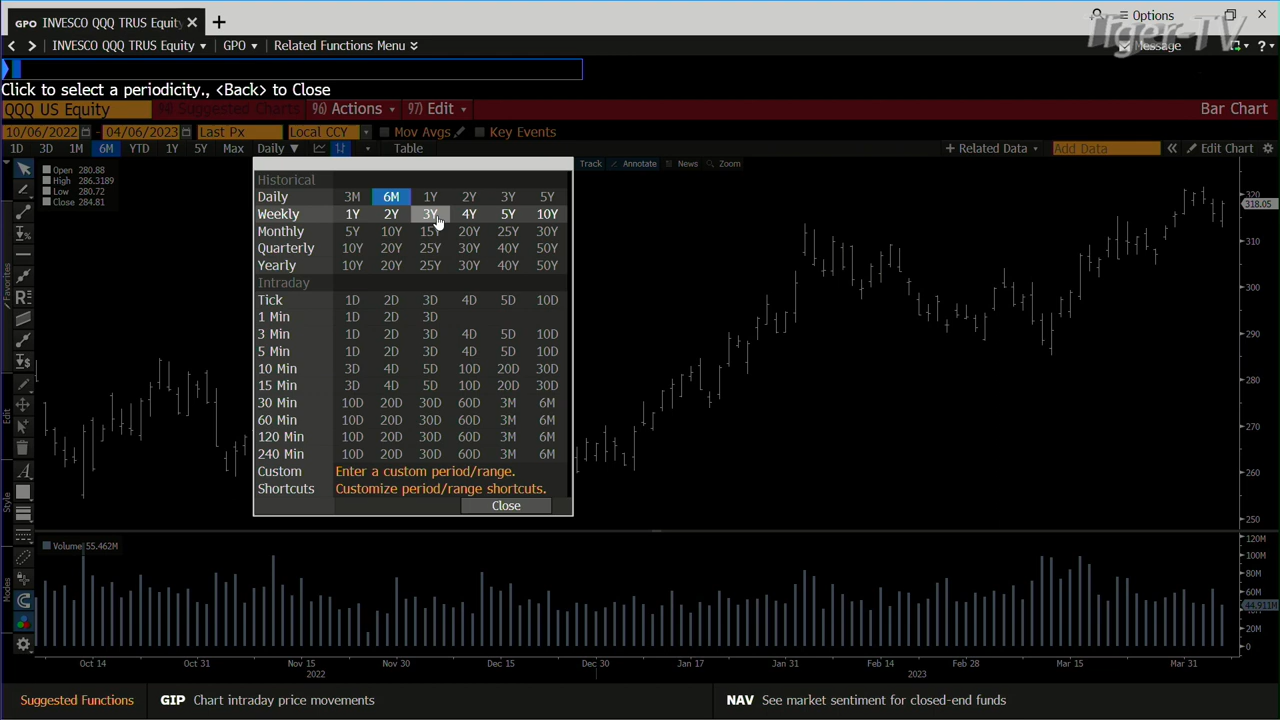 GPO INVESCO QQQ TRUS Equity
Options
Tiger-TV
INVESCO QQQ TRUS Equity GPO Related Functions Menu
Message ?
Click to select a periodicity., <Back> to Close
QQQ US Equity 96) Suggested Charts 96) Actions 97) Edit Bar Chart
10/06/2022 - 04/06/2023 Last Px Local CCY Mov Avgs Key Events
1D 3D 1M 6M YTD 1Y 5Y Max Daily Table + Related Data Add Data Edit Chart
Track Annotate News Zoom
Open 280.88
High 286.3189
Low 280.72
Close 284.81
Historical
Daily 3M 6M 1Y 2Y 3Y 5Y
Weekly 1Y 2Y 3Y 4Y 5Y 10Y
Monthly 5Y 10Y 15Y 20Y 25Y 30Y
Quarterly 10Y 20Y 25Y 30Y 40Y 50Y
Yearly 10Y 20Y 25Y 30Y 40Y 50Y
Intraday
Tick 1D 2D 3D 4D 5D 10D
1 Min 1D 2D 3D
3 Min 1D 2D 3D 4D 5D 10D
5 Min 1D 2D 3D 4D 5D 10D
10 Min 3D 4D 5D 10D 20D 30D
15 Min 3D 4D 5D 10D 20D 30D
30 Min 10D 20D 30D 60D 3M 6M
60 Min 10D 20D 30D 60D 3M 6M
120 Min 10D 20D 30D 60D 3M 6M
240 Min 10D 20D 30D 60D 3M 6M
Custom Enter a custom period/range.
Shortcuts Customize period/range shortcuts.
Close
320
318.05
310
300
290
280
270
260
250
Favorites
Edit
Style
Modes
Volume 55.462M
120M
100M
80M
60M
44.911M
20M
0
Oct 14 Oct 31 Nov 15 Nov 30 Dec 15 Dec 30 Jan 17 Jan 31 Feb 14 Feb 28 Mar 15 Mar 31
2022 2023
Suggested Functions GIP Chart intraday price movements NAV See market sentiment for closed-end funds